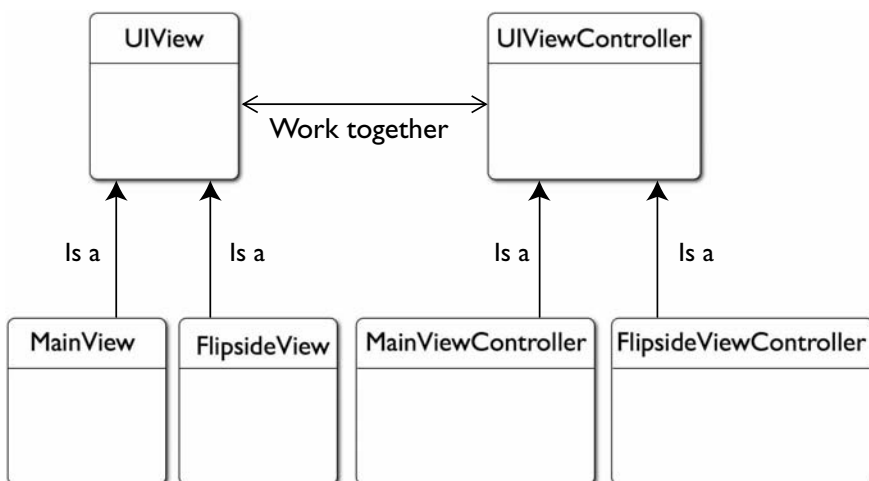 UIView
UIViewController
Work together
Is a
Is a
Is a
Is a
MainView
FlipsideView
MainViewController
FlipsideViewController